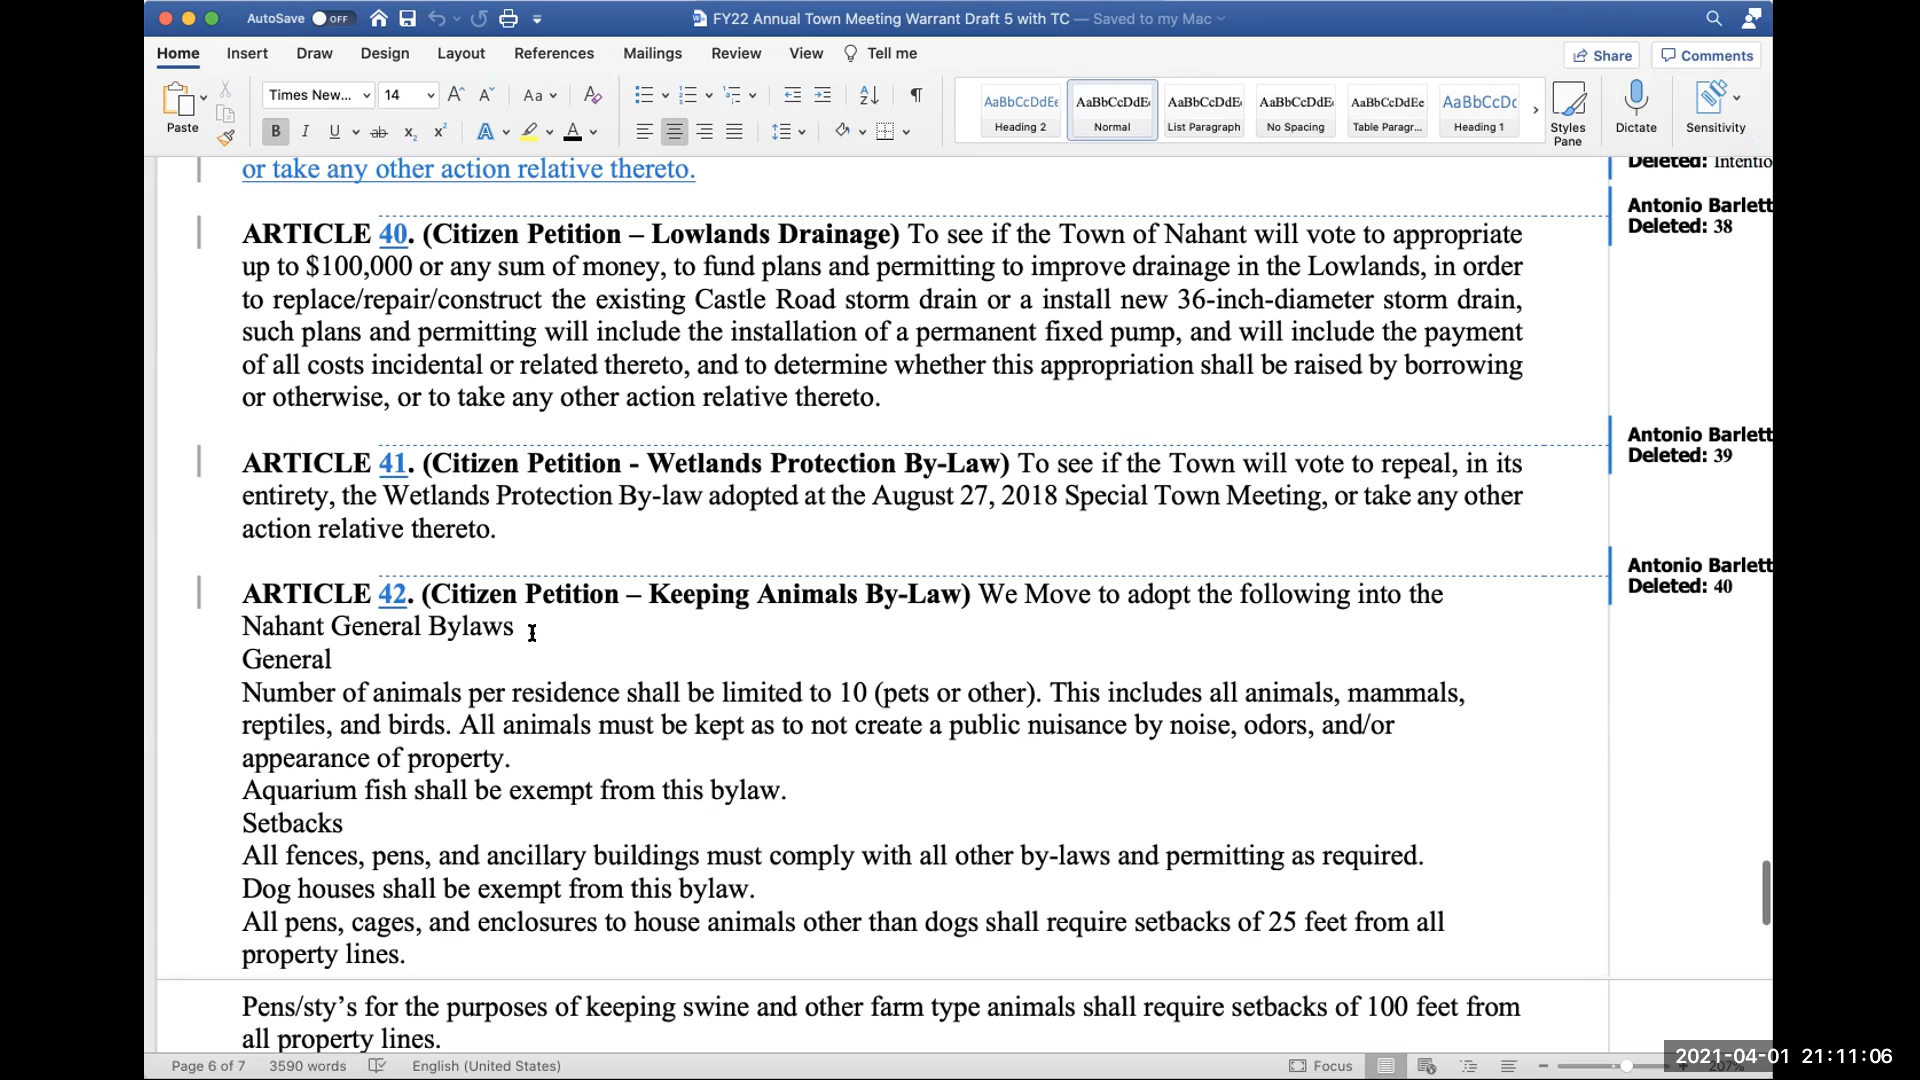 AutoSave OFF
FY22 Annual Town Meeting Warrant Draft 5 with TC — Saved to my Mac
Home Insert Draw Design Layout References Mailings Review View Tell me
Share Comments
Paste
Times New... 14
Aa
B I U ab x₂ x² A A
AaBbCcDdEe AaBbCcDdEe AaBbCcDdEe AaBbCcDdEe AaBbCcDdEe AaBbCcDc
Heading 2 Normal List Paragraph No Spacing Table Paragr... Heading 1
Styles Pane
Dictate
Sensitivity
or take any other action relative thereto.
Deleted: Intentio
Antonio Barlett
Deleted: 38
ARTICLE 40. (Citizen Petition – Lowlands Drainage) To see if the Town of Nahant will vote to appropriate
up to $100,000 or any sum of money, to fund plans and permitting to improve drainage in the Lowlands, in order
to replace/repair/construct the existing Castle Road storm drain or a install new 36-inch-diameter storm drain,
such plans and permitting will include the installation of a permanent fixed pump, and will include the payment
of all costs incidental or related thereto, and to determine whether this appropriation shall be raised by borrowing
or otherwise, or to take any other action relative thereto.
Antonio Barlett
Deleted: 39
ARTICLE 41. (Citizen Petition - Wetlands Protection By-Law) To see if the Town will vote to repeal, in its
entirety, the Wetlands Protection By-law adopted at the August 27, 2018 Special Town Meeting, or take any other
action relative thereto.
Antonio Barlett
Deleted: 40
ARTICLE 42. (Citizen Petition – Keeping Animals By-Law) We Move to adopt the following into the
Nahant General Bylaws
General
Number of animals per residence shall be limited to 10 (pets or other). This includes all animals, mammals,
reptiles, and birds. All animals must be kept as to not create a public nuisance by noise, odors, and/or
appearance of property.
Aquarium fish shall be exempt from this bylaw.
Setbacks
All fences, pens, and ancillary buildings must comply with all other by-laws and permitting as required.
Dog houses shall be exempt from this bylaw.
All pens, cages, and enclosures to house animals other than dogs shall require setbacks of 25 feet from all
property lines.
Pens/sty’s for the purposes of keeping swine and other farm type animals shall require setbacks of 100 feet from
all property lines.
Page 6 of 7 3590 words English (United States) Focus 207%
2021-04-01 21:11:06